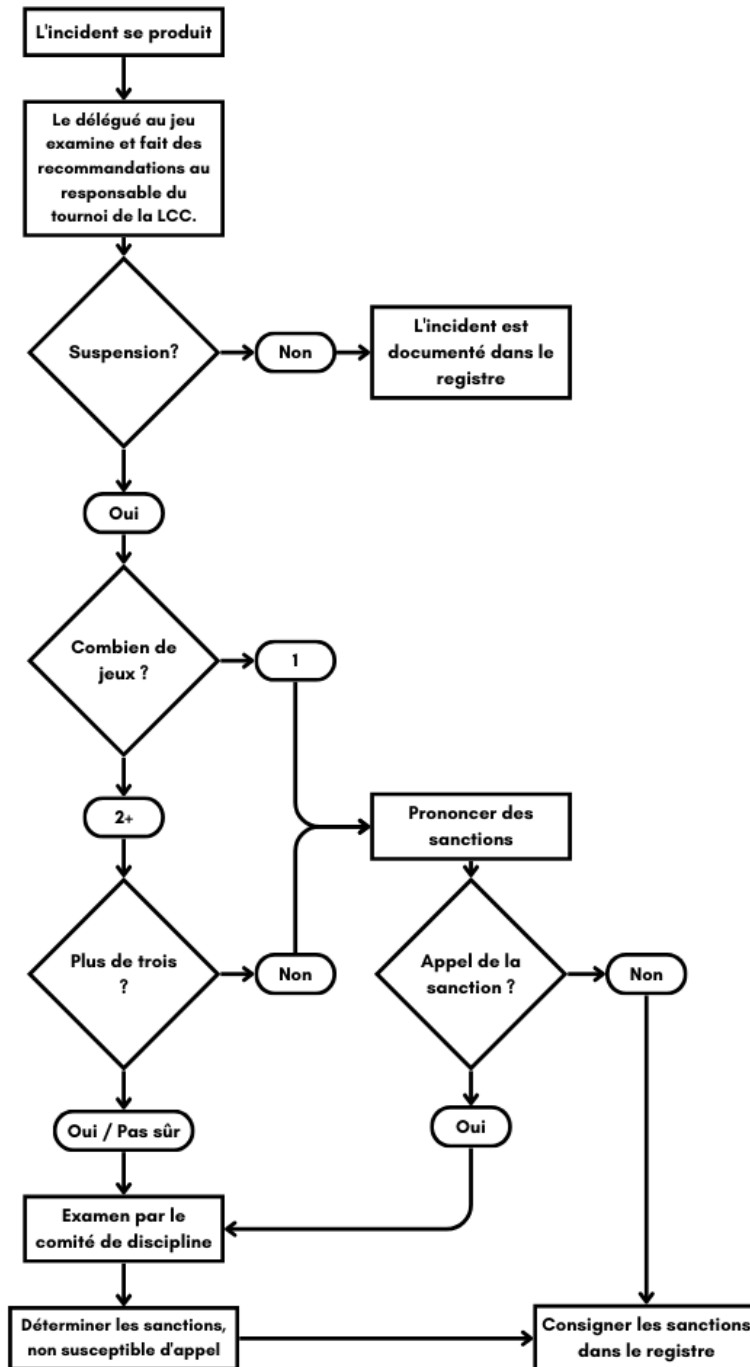 L'incident se produit
Le délégué au jeu
examine et fait des
recommandations au
responsable du
tournoi de la LCC.
Suspension?
Non
L'incident est
documenté dans le
registre
Oui
Combien de
jeux ?
1
2+
Prononcer des
sanctions
Plus de trois
?
Non
Appel de la
sanction ?
Non
Oui / Pas sûr
Oui
Examen par le
comité de discipline
Déterminer les sanctions,
non susceptible d'appel
Consigner les sanctions
dans le registre